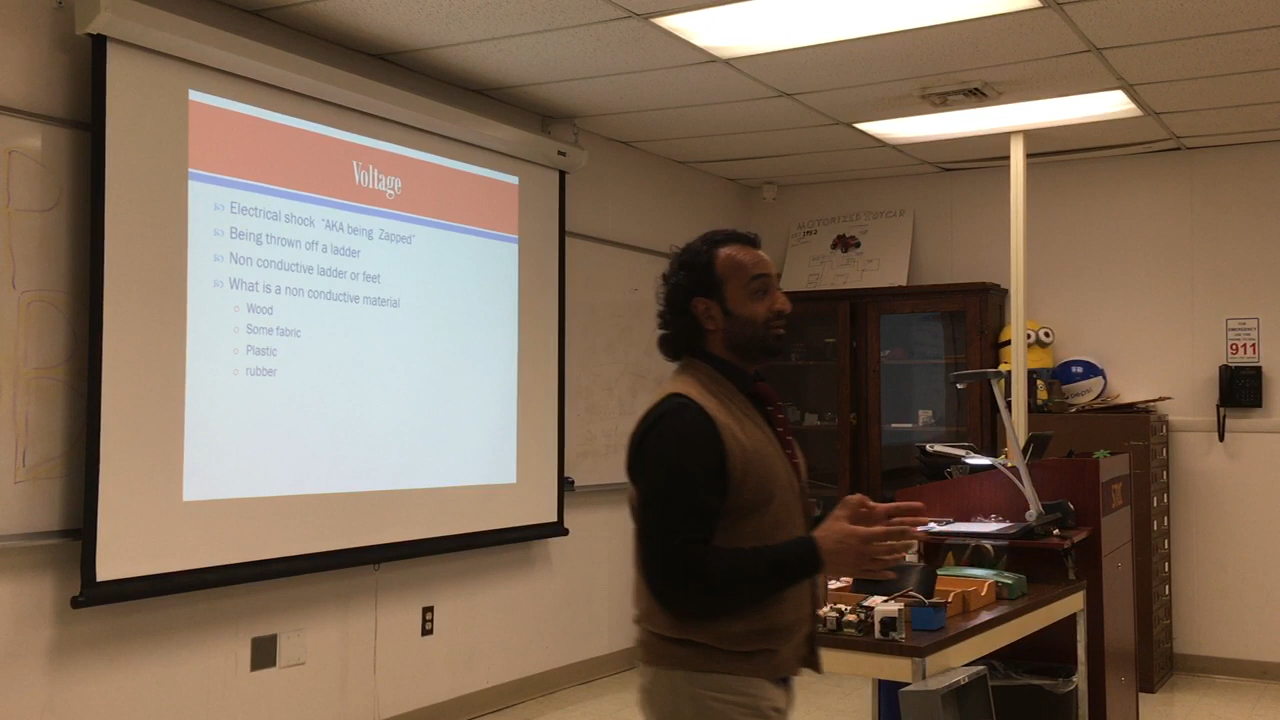 Voltage
Electrical shock "AKA being Zapped"
Being thrown off a ladder
Non conductive ladder or feet
What is a non conductive material
Wood
Some fabric
Plastic
rubber
MOTORIZED TOYCAR
911